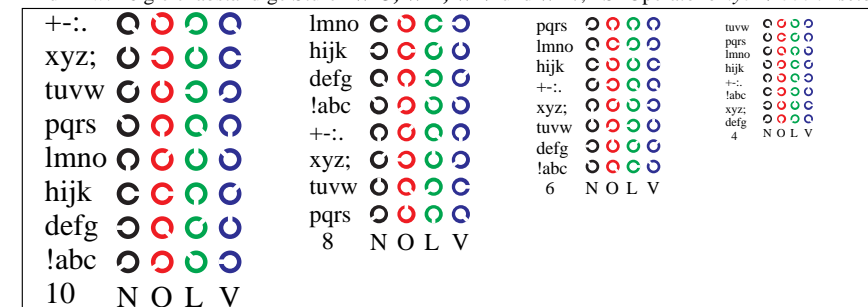 +-:.
xyz;
tuvw
pqrs
lmno
hijk
defg
!abc
10 N O L V
lmno
hijk
defg
!abc
+-:.
xyz;
tuvw
pqrs
8 N O L V
pqrs
lmno
hijk
+-:.
xyz;
tuvw
defg
!abc
6 N O L V
tuvw
pqrs
lmno
hijk
+-:.
!abc
xyz;
defg
4 N O L V